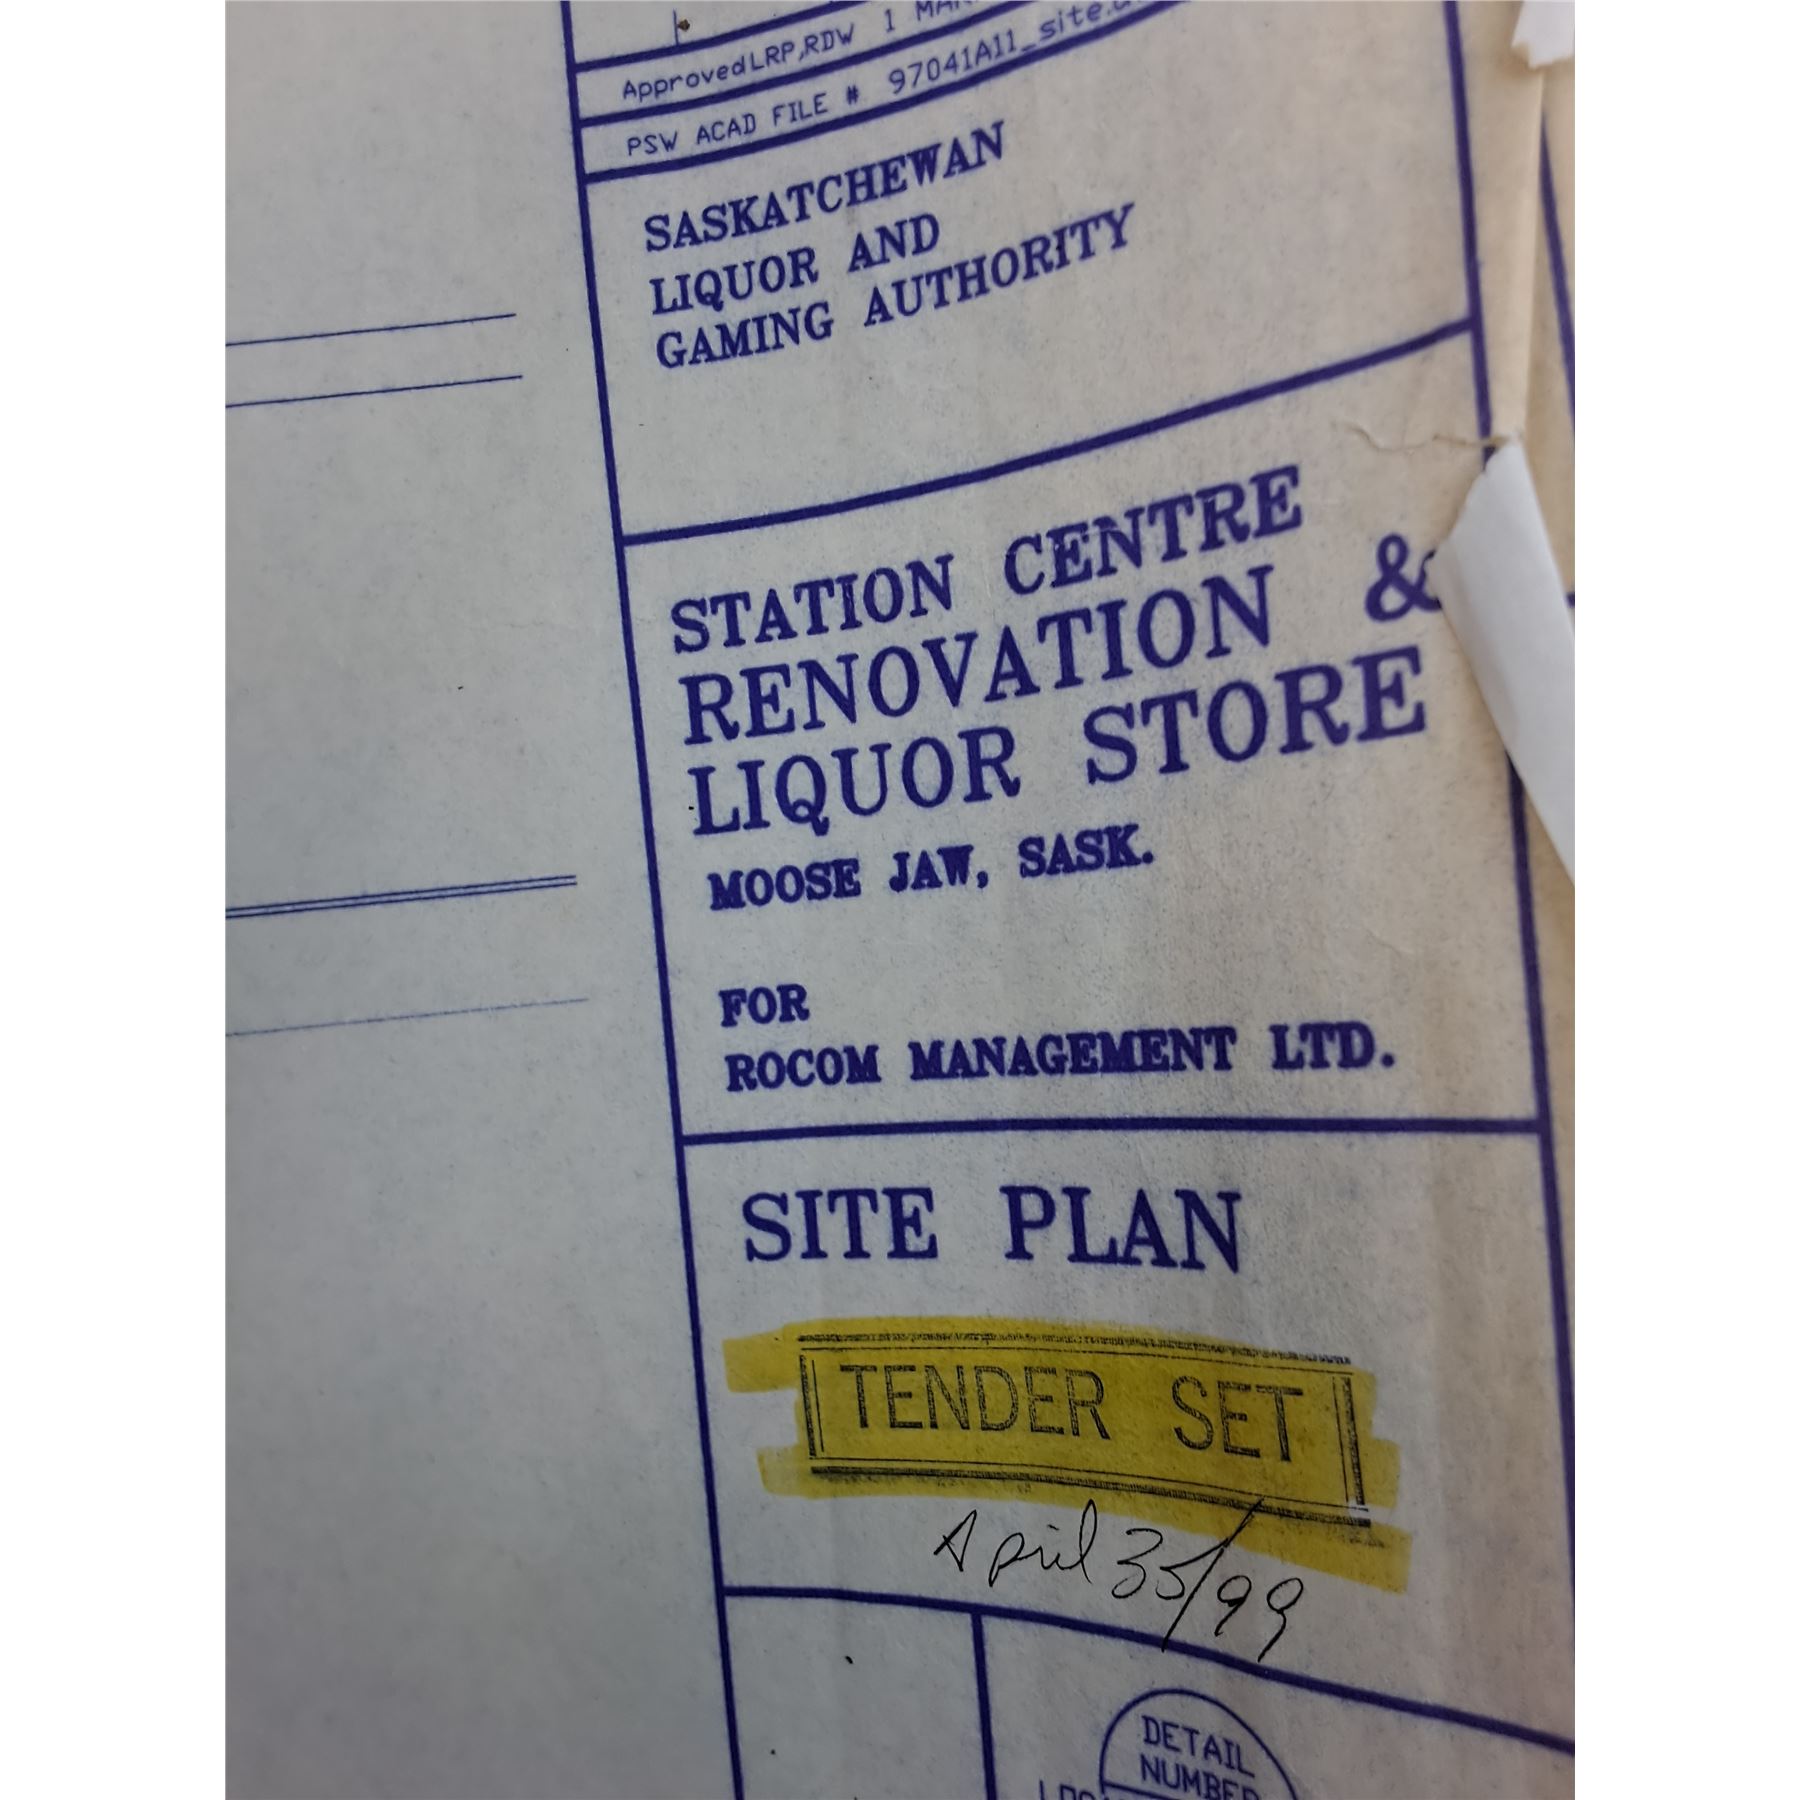 ApprovedLRP,RDW 1
PSW ACAD FILE # 97041A11_site.
SASKATCHEWAN
LIQUOR AND
GAMING AUTHORITY
STATION CENTRE
RENOVATION &
LIQUOR STORE
MOOSE JAW, SASK.
FOR
ROCOM MANAGEMENT LTD.
SITE PLAN
TENDER SET
April 35/99
DETAIL
NUMBER